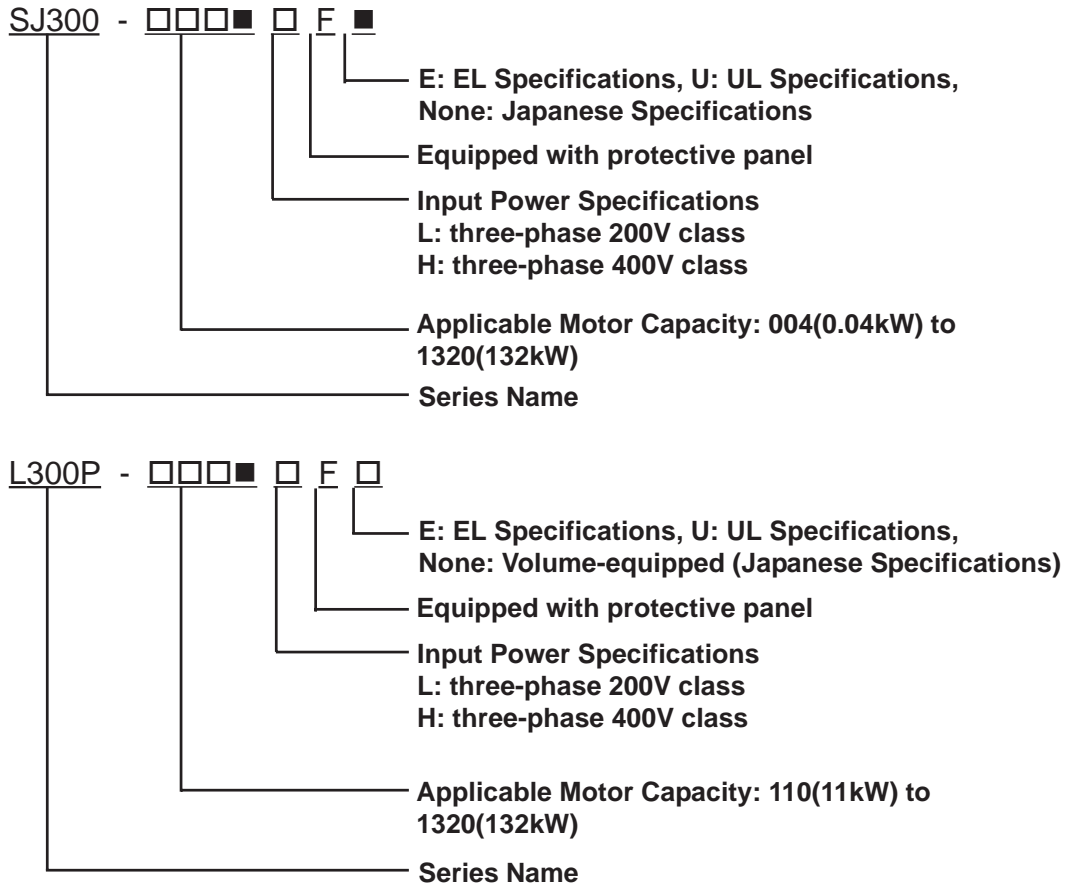 SJ300 - □□□■ □ F ■
E: EL Specifications, U: UL Specifications,
None: Japanese Specifications
Equipped with protective panel
Input Power Specifications
L: three-phase 200V class
H: three-phase 400V class
Applicable Motor Capacity: 004(0.04kW) to
1320(132kW)
Series Name
L300P - □□□■ □ F □
E: EL Specifications, U: UL Specifications,
None: Volume-equipped (Japanese Specifications)
Equipped with protective panel
Input Power Specifications
L: three-phase 200V class
H: three-phase 400V class
Applicable Motor Capacity: 110(11kW) to
1320(132kW)
Series Name